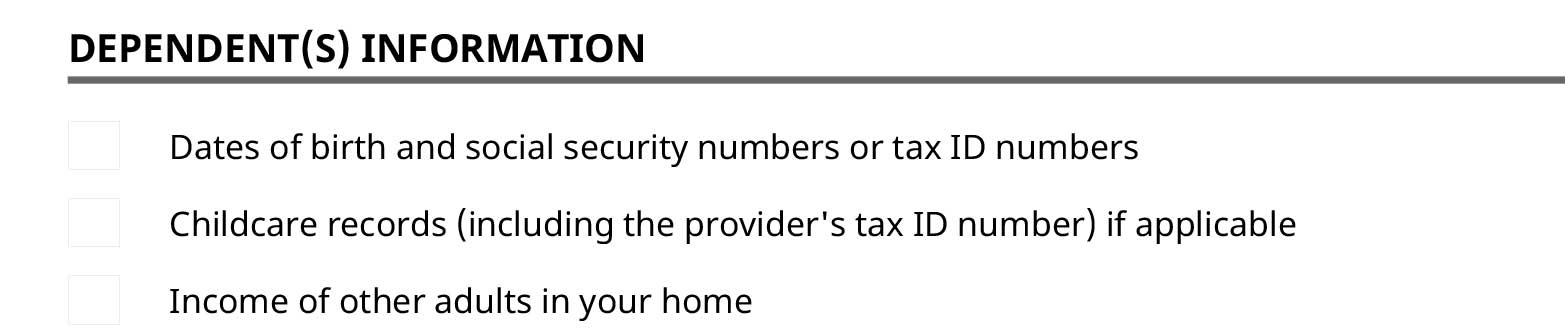 DEPENDENT(S) INFORMATION
Dates of birth and social security numbers or tax ID numbers
Childcare records (including the provider's tax ID number) if applicable
Income of other adults in your home